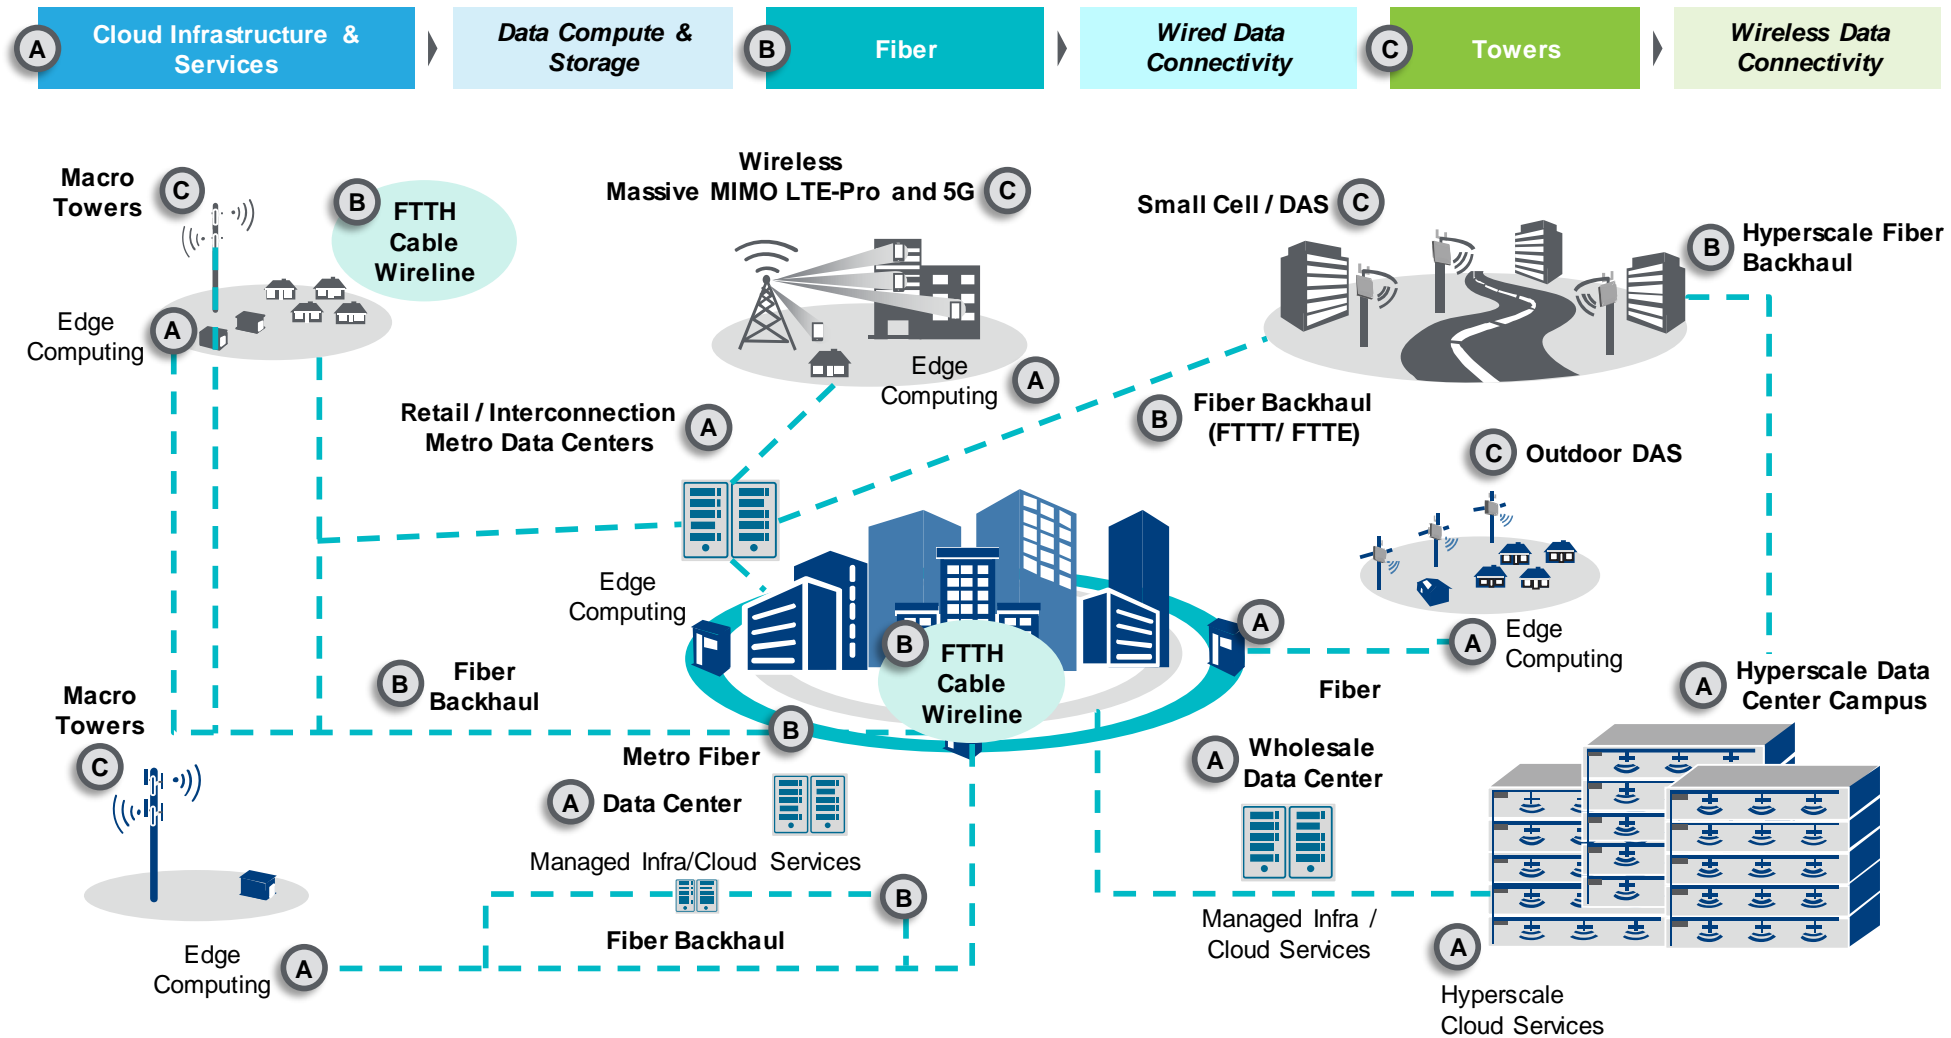 A
Cloud Infrastructure &
Services
Data Compute &
Storage
B
Fiber
Wired Data
Connectivity
C
Towers
Wireless Data
Connectivity
Macro
Towers
C
B
FTTH
Cable
Wireline
Edge
Computing
A
Wireless
Massive MIMO LTE-Pro and 5G
C
Edge
Computing
A
Small Cell / DAS
C
B
Hyperscale Fiber
Backhaul
Retail / Interconnection
Metro Data Centers
A
B
Fiber Backhaul
(FTTT/ FTTE)
C
Outdoor DAS
Edge
Computing
A
A
Edge
Computing
B
FTTH
Cable
Wireline
Fiber
B
Fiber
Backhaul
A
Hyperscale Data
Center Campus
Macro
Towers
C
B
Metro Fiber
A
Data Center
A
Wholesale
Data Center
Managed Infra/Cloud Services
B
Fiber Backhaul
Edge
Computing
A
Managed Infra /
Cloud Services
A
Hyperscale
Cloud Services